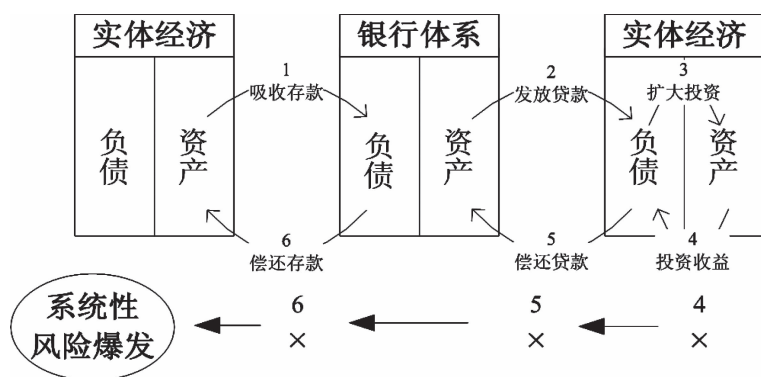 实体经济
银行体系
实体经济
1
吸收存款
2
发放贷款
3
扩大投资
负债
资产
负债
资产
负债
资产
6
偿还存款
5
偿还贷款
4
投资收益
系统性
风险爆发
6
×
5
×
4
×